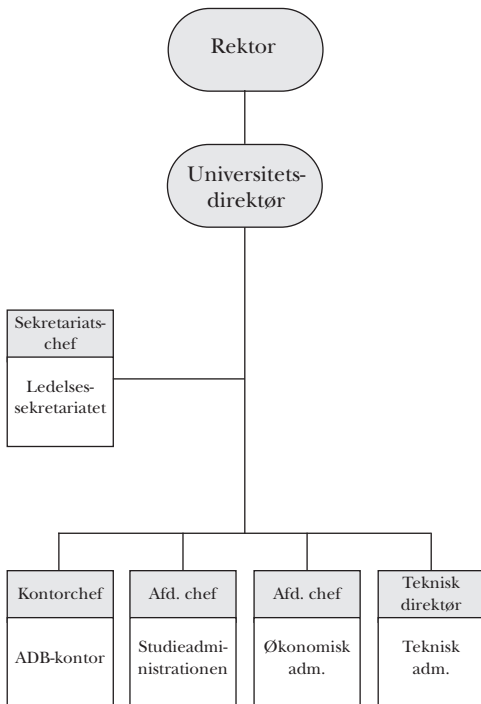 Rektor
Universitets-
direktør
Sekretariats-
chef
Ledelses-
sekretariatet
Kontorchef
ADB-kontor
Afd. chef
Studieadmi-
nistrationen
Afd. chef
Økonomisk
adm.
Teknisk
direktør
Teknisk
adm.